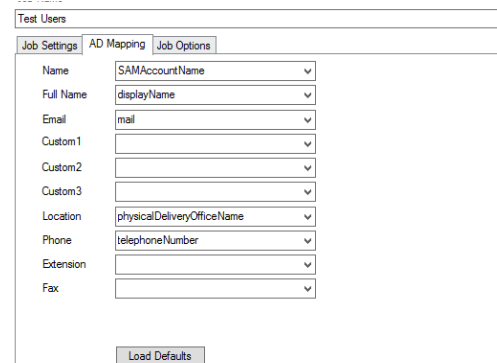 Test Users
Job Settings AD Mapping Job Options
Name SAMAccountName
Full Name displayName
Email mail
Custom1
Custom2
Custom3
Location physicalDeliveryOfficeName
Phone telephoneNumber
Extension
Fax
Load Defaults